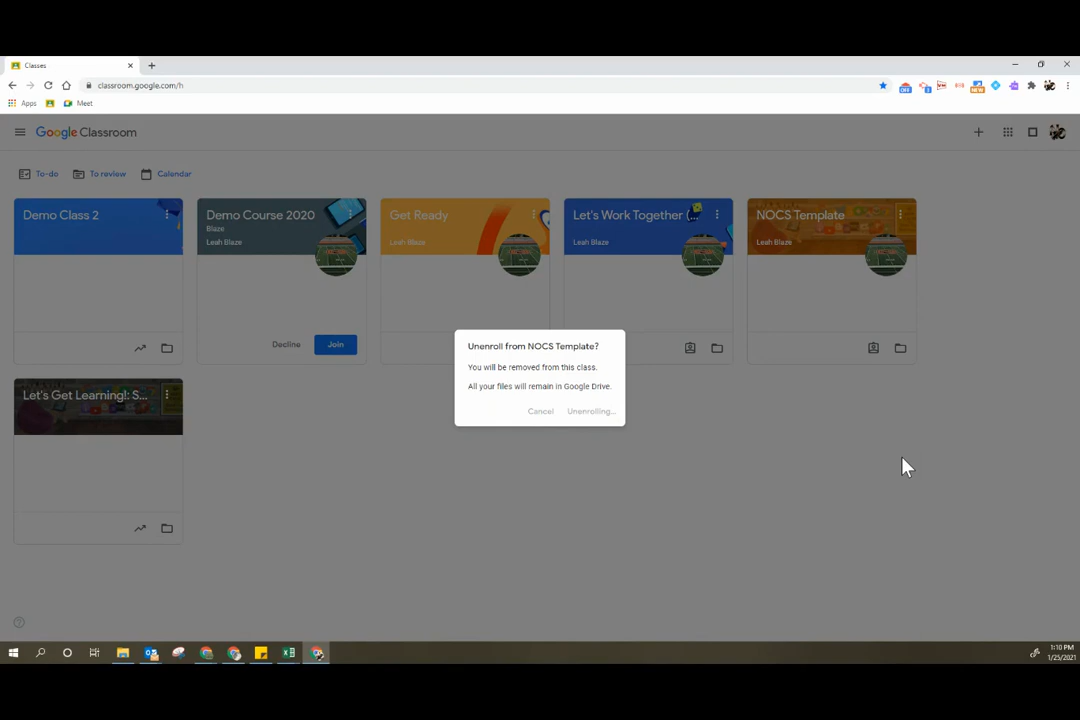 Classes
classroom.google.com/h
Apps
Meet
OFF
NEW
Google Classroom
To-do
To review
Calendar
Demo Class 2
Demo Course 2020
Blaze
Leah Blaze
Get Ready
Leah Blaze
Let's Work Together (...
Leah Blaze
NOCS Template
Leah Blaze
Decline
Join
Unenroll from NOCS Template?
You will be removed from this class.
All your files will remain in Google Drive.
Cancel
Unenrolling...
Let's Get Learning!: S...
1:10 PM
1/25/2021